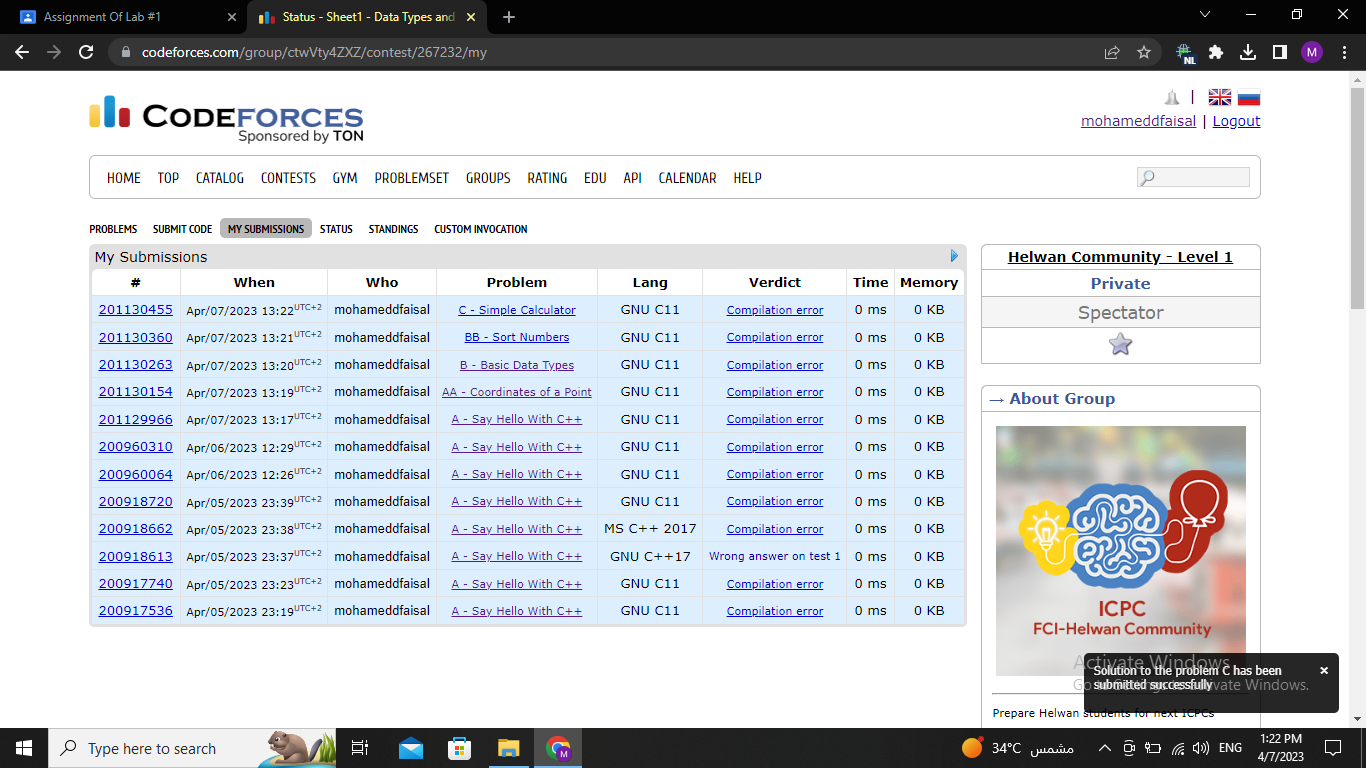 Assignment Of Lab #1
Status - Sheet1 - Data Types and
codeforces.com/group/ctwVty4ZXZ/contest/267232/my
NL
M
CODEFORCES
Sponsored by TON
|
mohameddfaisal | Logout
HOME TOP CATALOG CONTESTS GYM PROBLEMSET GROUPS RATING EDU API CALENDAR HELP
PROBLEMS SUBMIT CODE MY SUBMISSIONS STATUS STANDINGS CUSTOM INVOCATION
My Submissions
# When Who Problem Lang Verdict Time Memory
201130455 Apr/07/2023 13:22 UTC+2 mohameddfaisal C - Simple Calculator GNU C11 Compilation error 0 ms 0 KB
201130360 Apr/07/2023 13:21 UTC+2 mohameddfaisal BB - Sort Numbers GNU C11 Compilation error 0 ms 0 KB
201130263 Apr/07/2023 13:20 UTC+2 mohameddfaisal B - Basic Data Types GNU C11 Compilation error 0 ms 0 KB
201130154 Apr/07/2023 13:19 UTC+2 mohameddfaisal AA - Coordinates of a Point GNU C11 Compilation error 0 ms 0 KB
201129966 Apr/07/2023 13:17 UTC+2 mohameddfaisal A - Say Hello With C++ GNU C11 Compilation error 0 ms 0 KB
200960310 Apr/06/2023 12:29 UTC+2 mohameddfaisal A - Say Hello With C++ GNU C11 Compilation error 0 ms 0 KB
200960064 Apr/06/2023 12:26 UTC+2 mohameddfaisal A - Say Hello With C++ GNU C11 Compilation error 0 ms 0 KB
200918720 Apr/05/2023 23:39 UTC+2 mohameddfaisal A - Say Hello With C++ GNU C11 Compilation error 0 ms 0 KB
200918662 Apr/05/2023 23:38 UTC+2 mohameddfaisal A - Say Hello With C++ MS C++ 2017 Compilation error 0 ms 0 KB
200918613 Apr/05/2023 23:37 UTC+2 mohameddfaisal A - Say Hello With C++ GNU C++17 Wrong answer on test 1 0 ms 0 KB
200917740 Apr/05/2023 23:23 UTC+2 mohameddfaisal A - Say Hello With C++ GNU C11 Compilation error 0 ms 0 KB
200917536 Apr/05/2023 23:19 UTC+2 mohameddfaisal A - Say Hello With C++ GNU C11 Compilation error 0 ms 0 KB
Helwan Community - Level 1
Private
Spectator
→ About Group
ICPC
FCI-Helwan Community
Activate Windows
Go to Settings to activate Windows.
Solution to the problem C has been
submitted successfully
Prepare Helwan students for next ICPCs
Type here to search
M
34°C مشمس
ENG
1:22 PM
4/7/2023